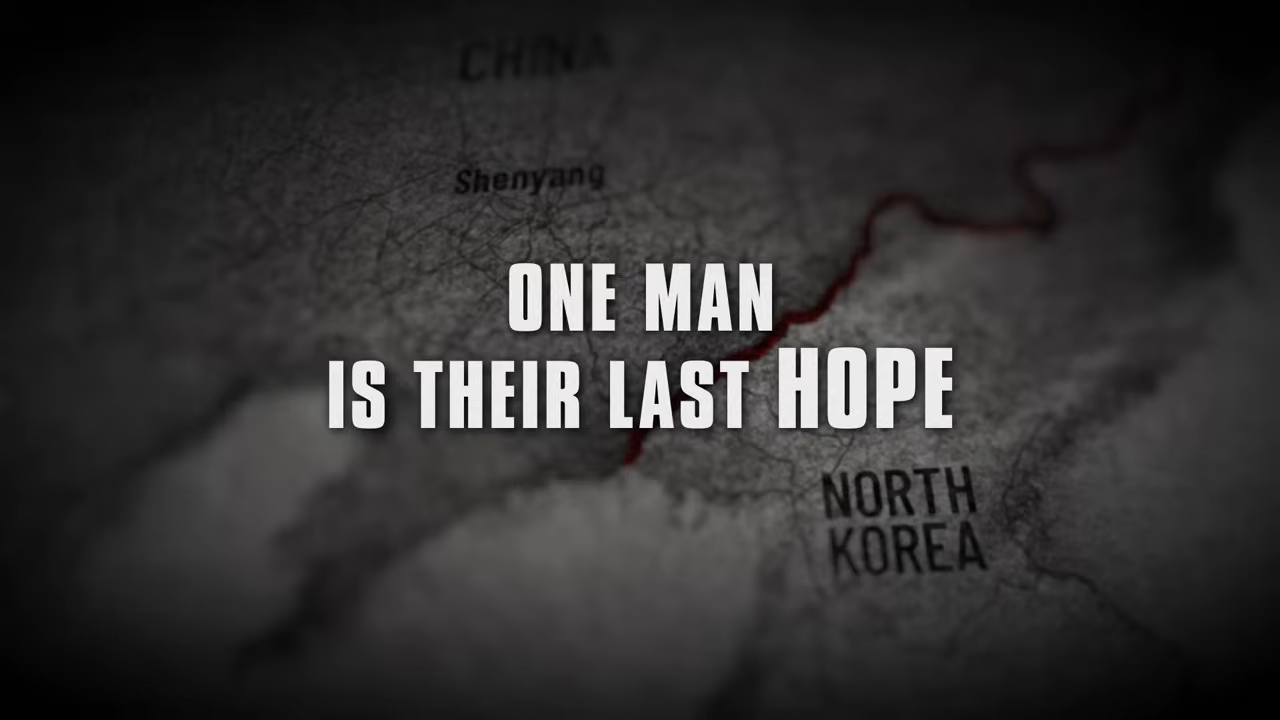 CHINA
Shenyang
ONE MAN
IS THEIR LAST HOPE
NORTH
KOREA